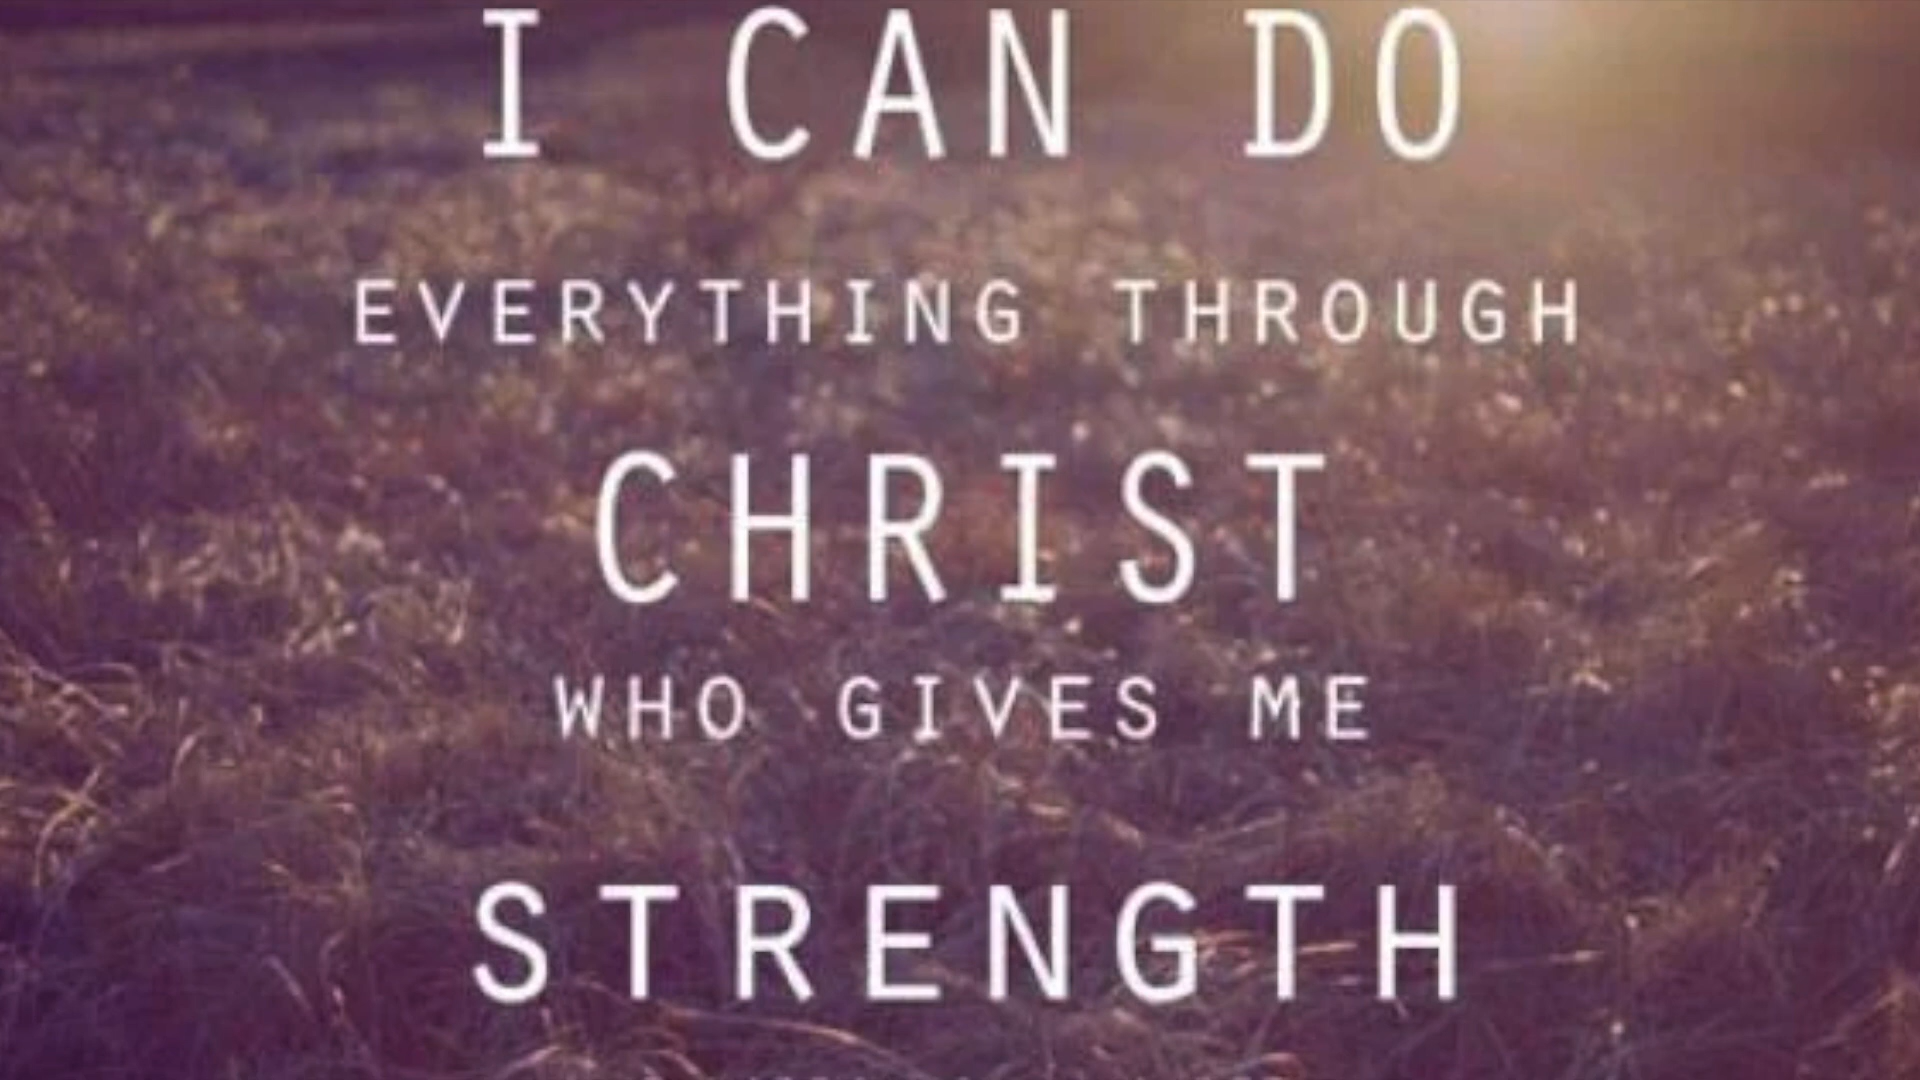 I CAN DO
EVERYTHING THROUGH
CHRIST
WHO GIVES ME
STRENGTH